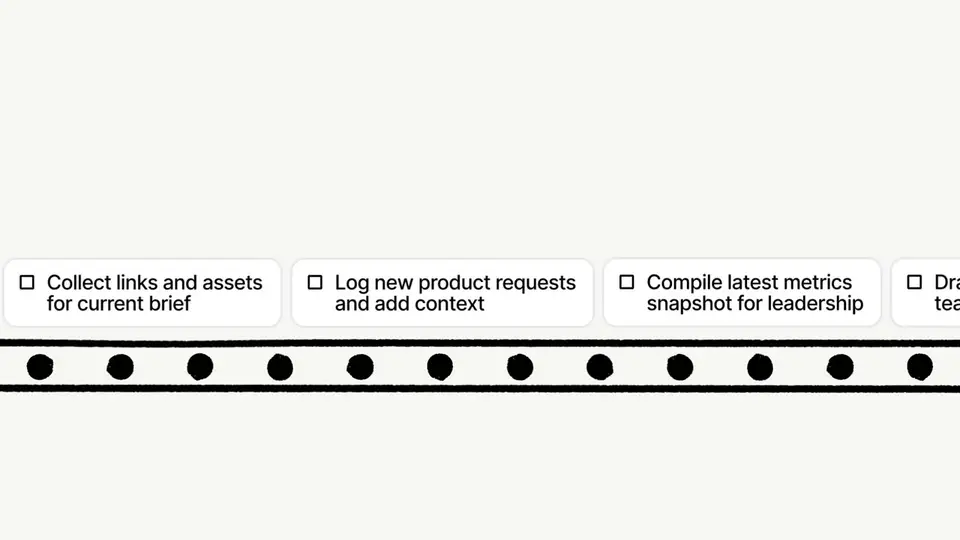 Collect links and assets
for current brief
Log new product requests
and add context
Compile latest metrics
snapshot for leadership